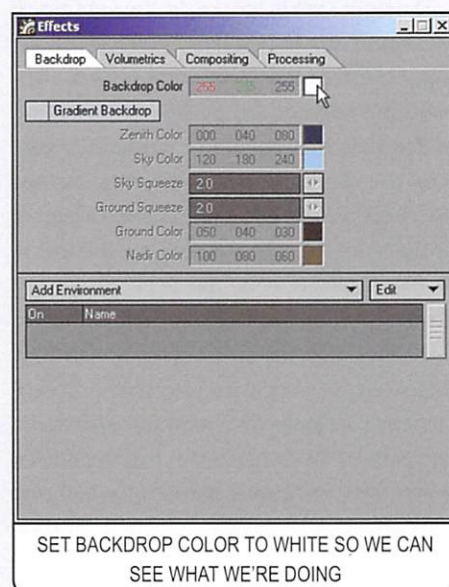 Effects
Backdrop Volumetrics Compositing Processing
Backdrop Color 255 255 255
Gradient Backdrop
Zenith Color 000 040 080
Sky Color 120 180 240
Sky Squeeze 2.0
Ground Squeeze 2.0
Ground Color 050 040 030
Nadir Color 100 080 060
Add Environment Edit
On Name
SET BACKDROP COLOR TO WHITE SO WE CAN
SEE WHAT WE'RE DOING